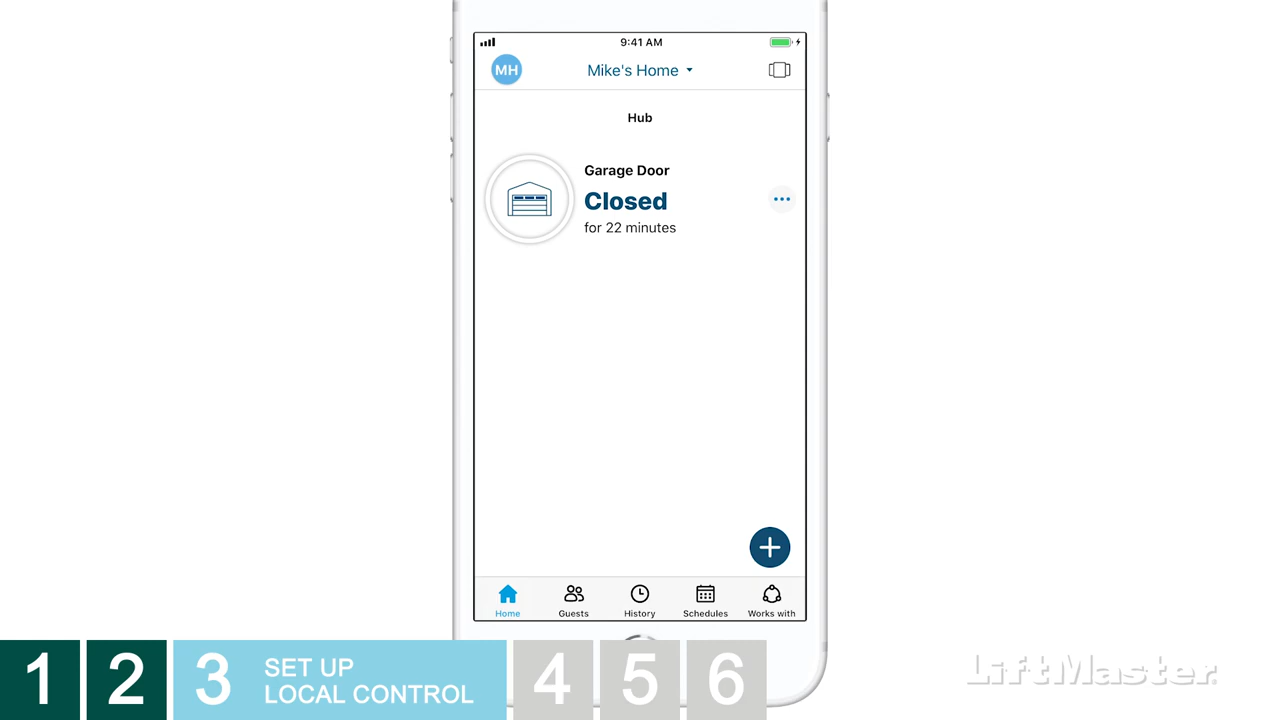 9:41 AM
MH
Mike's Home
Hub
Garage Door
Closed
for 22 minutes
Home
Guests
History
Schedules
Works with
1
2
3
SET UP
LOCAL CONTROL
4
5
6
LiftMaster